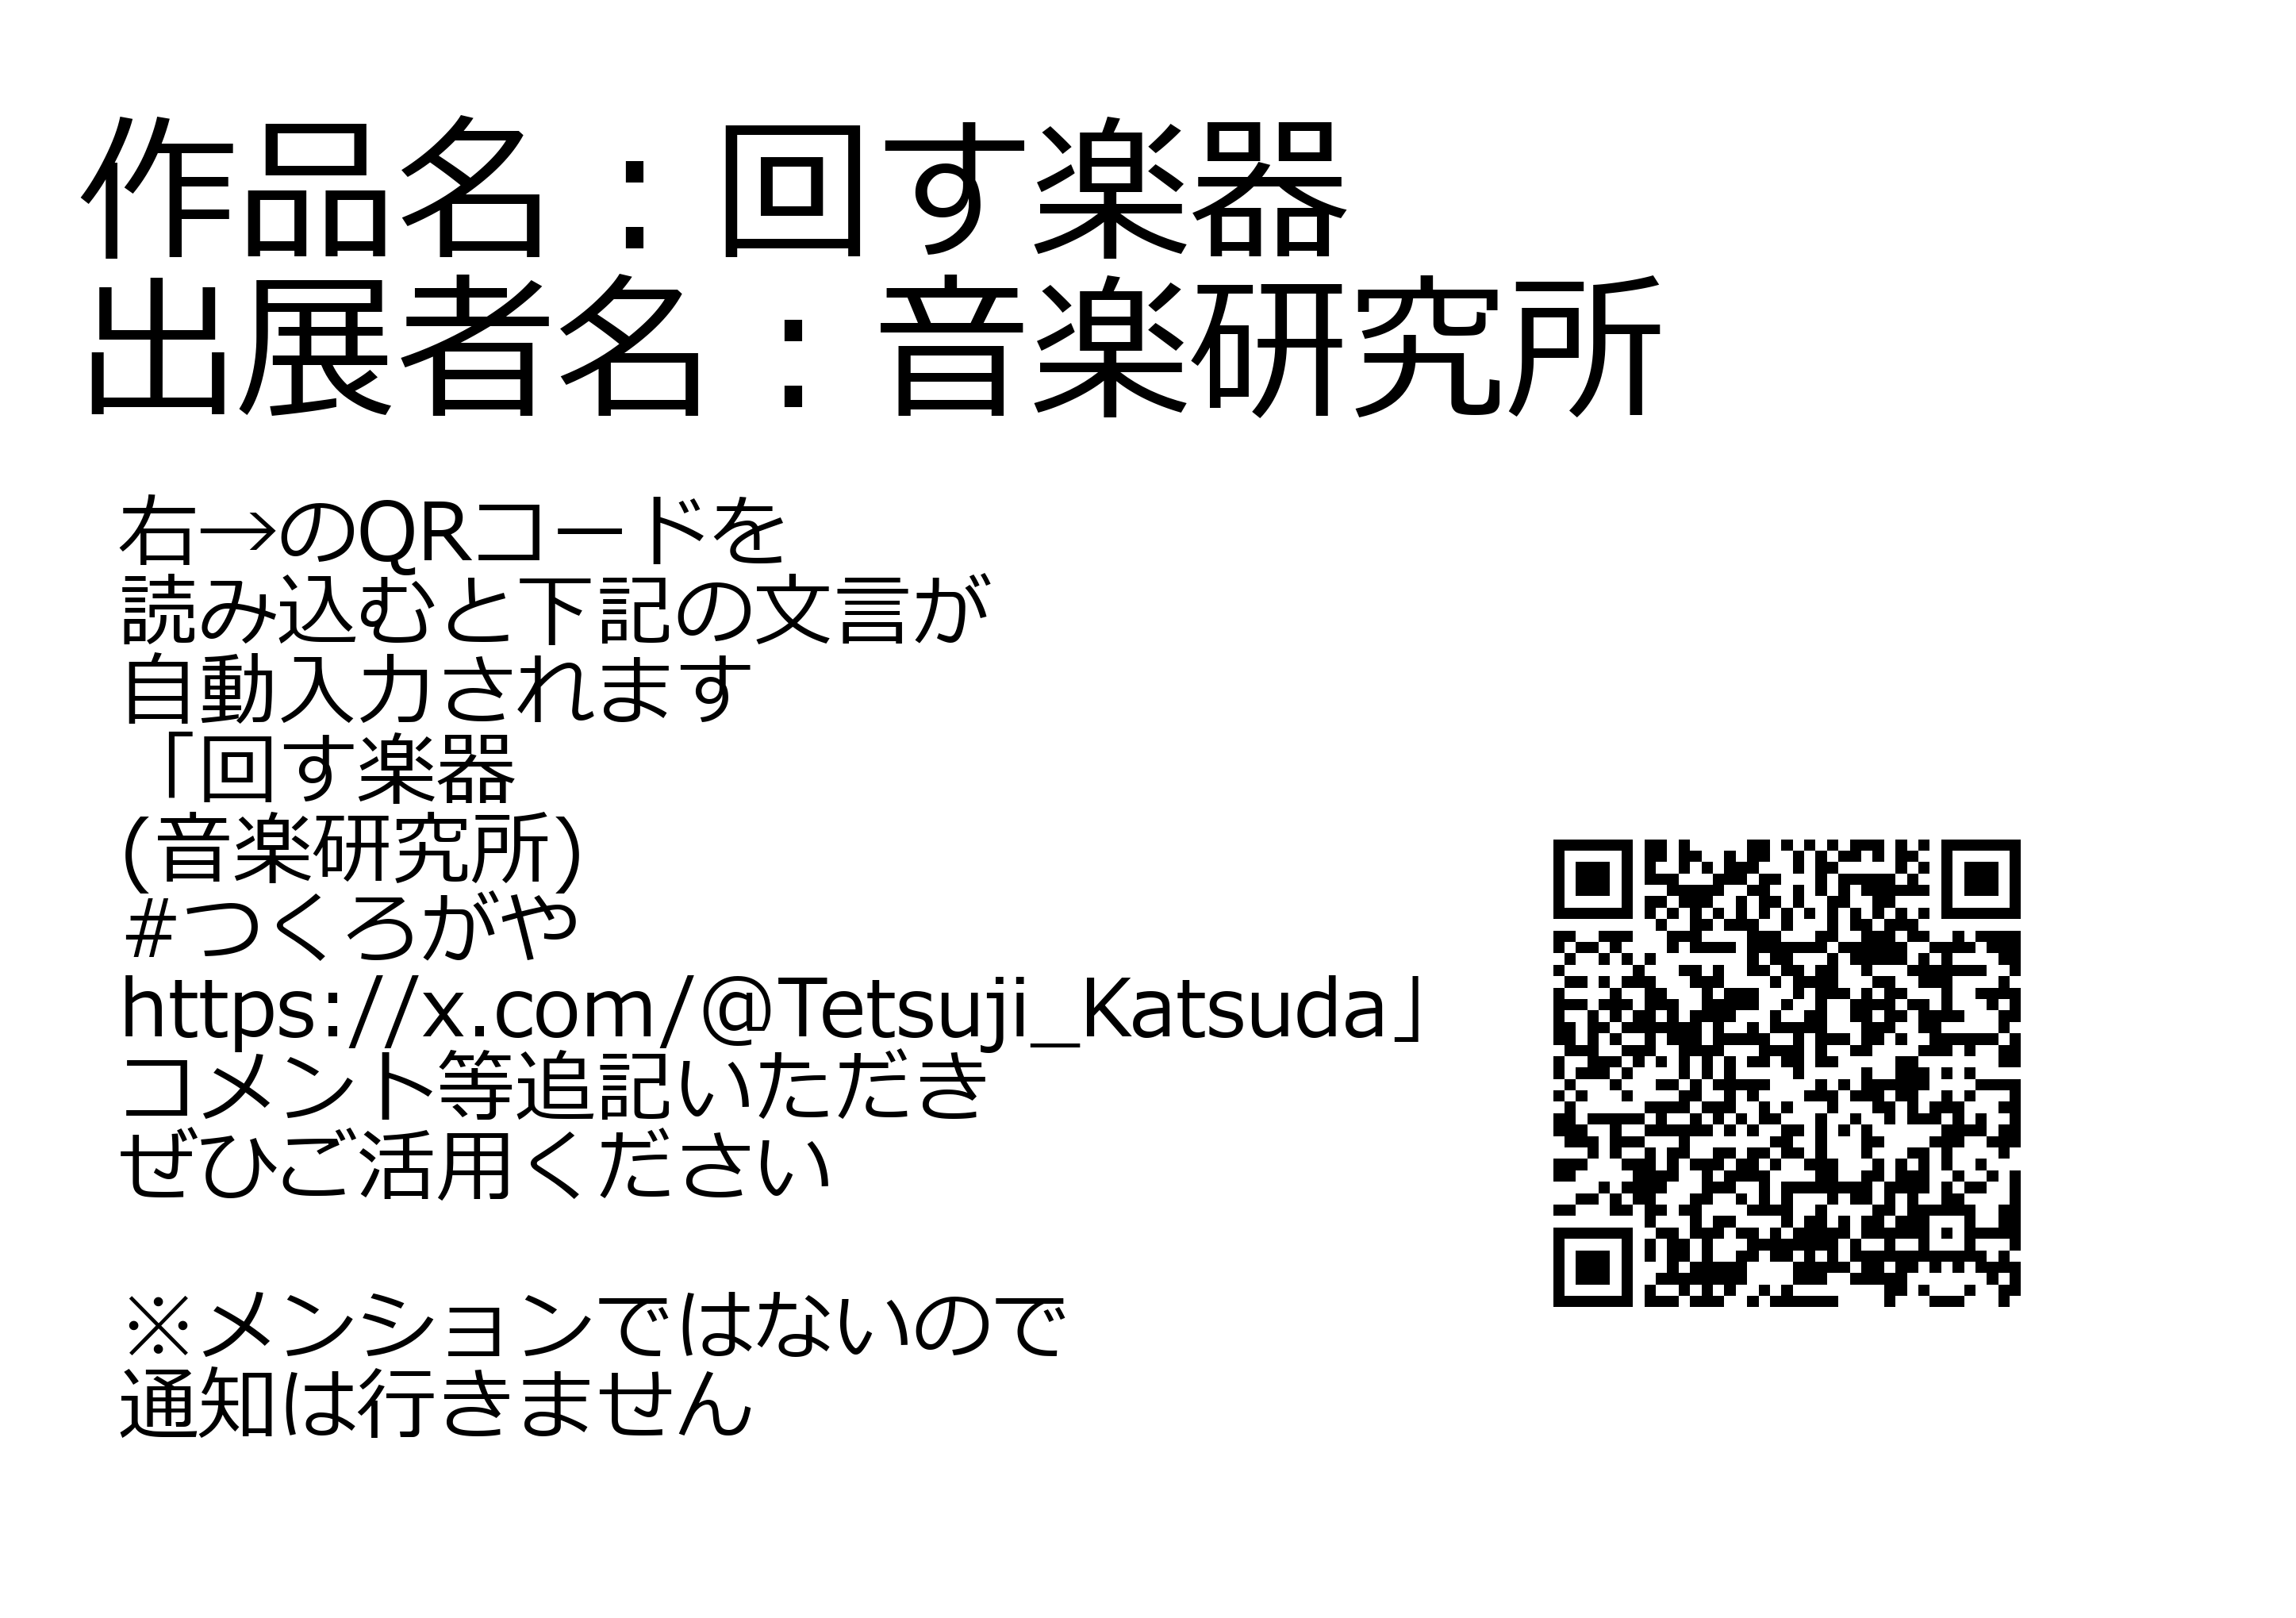 作品名：回す楽器
出展者名：音楽研究所
右→のQRコードを
読み込むと下記の文言が
自動入力されます
「回す楽器
(音楽研究所)
#つくろがや
https://x.com/@Tetsuji_Katsuda」
コメント等追記いただき
ぜひご活用ください
※メンションではないので
通知は行きません